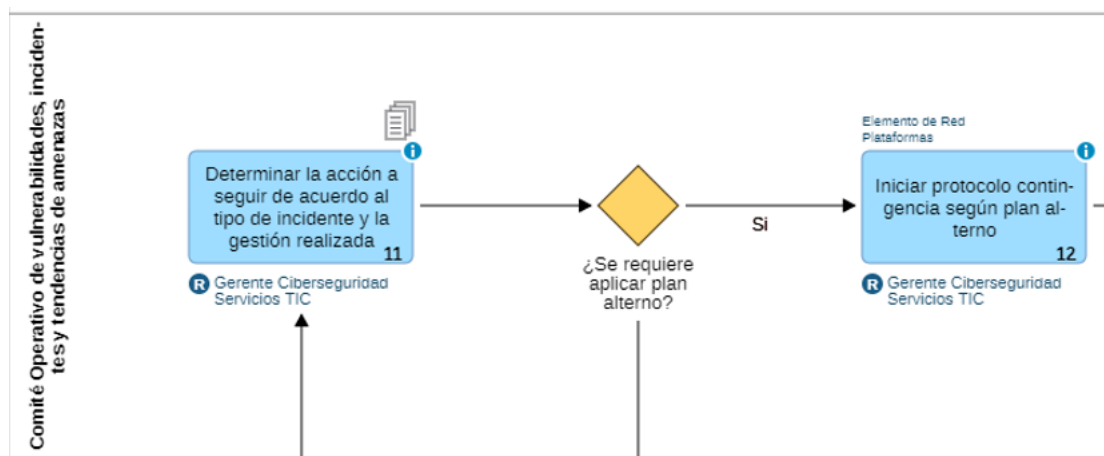 Comité Operativo de vulnerabilidades, inciden-
tes y tendencias de amenazas
Determinar la acción a
seguir de acuerdo al
tipo de incidente y la
gestión realizada
11
R Gerente Ciberseguridad
Servicios TIC
¿Se requiere
aplicar plan
alterno?
Si
Elemento de Red
Plataformas
Iniciar protocolo contin-
gencia según plan al-
terno
12
R Gerente Ciberseguridad
Servicios TIC